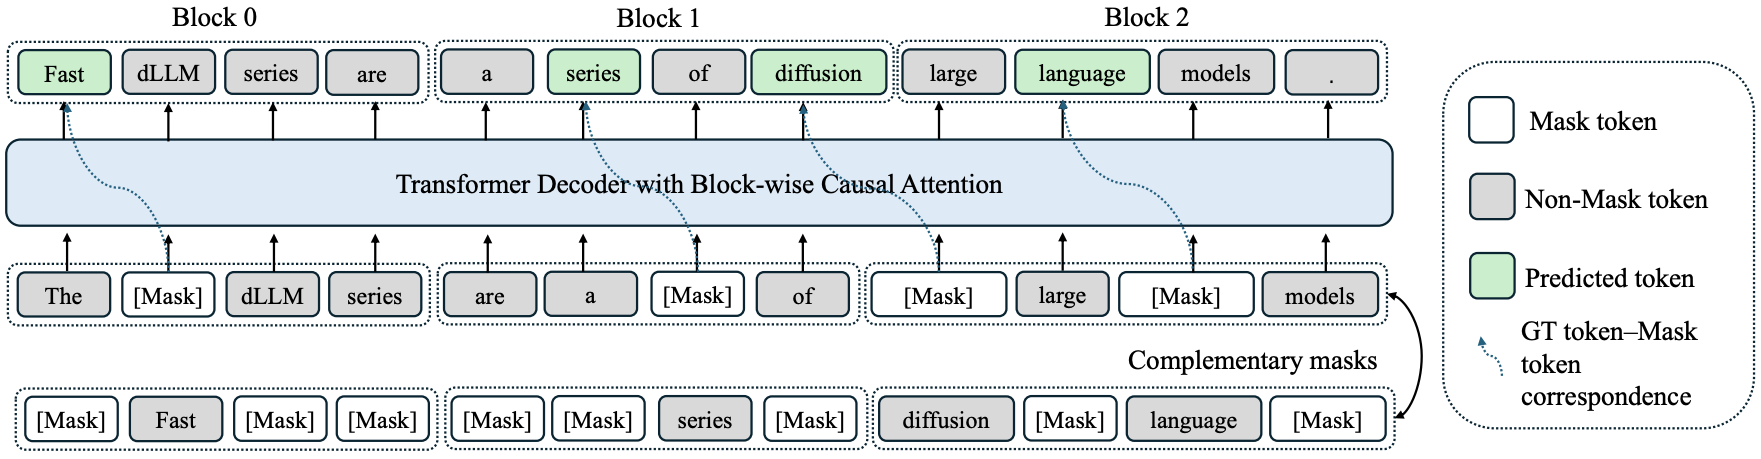 Block 0 Block 1 Block 2
Fast dLLM series are a series of diffusion large language models .
Transformer Decoder with Block-wise Causal Attention
The [Mask] dLLM series are a [Mask] of [Mask] large [Mask] models
Complementary masks
[Mask] Fast [Mask] [Mask] [Mask] [Mask] series [Mask] diffusion [Mask] language [Mask]
Mask token
Non-Mask token
Predicted token
GT token–Mask
token
correspondence